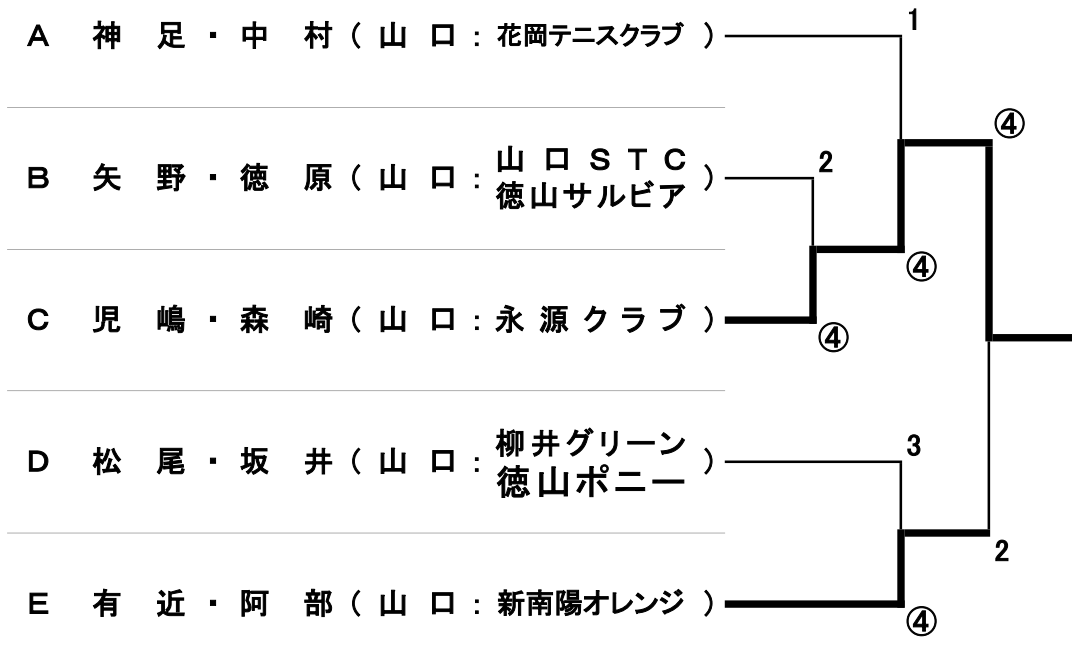 A 神足・中村(山口:花岡テニスクラブ)
1
④
B 矢野・徳原(山口:山口STC
徳山サルビア)
2
④
C 児嶋・森崎(山口:永源クラブ)
④
D 松尾・坂井(山口:柳井グリーン
徳山ポニー)
3
2
E 有近・阿部(山口:新南陽オレンジ)
④